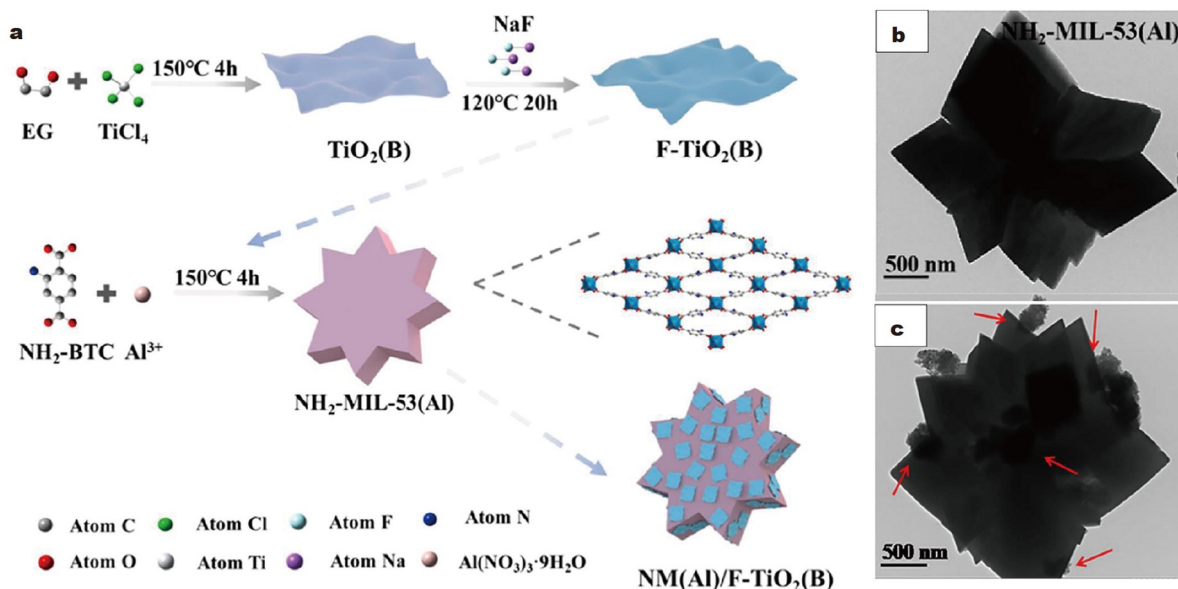 a
NaF
150℃ 4h
120℃ 20h
EG
TiCl₄
TiO₂(B)
F-TiO₂(B)
150℃ 4h
NH₂-BTC Al³⁺
NH₂-MIL-53(Al)
NM(Al)/F-TiO₂(B)
Atom C Atom Cl Atom F Atom N
Atom O Atom Ti Atom Na Al(NO₃)₃·9H₂O
b
NH₂-MIL-53(Al)
500 nm
c
500 nm